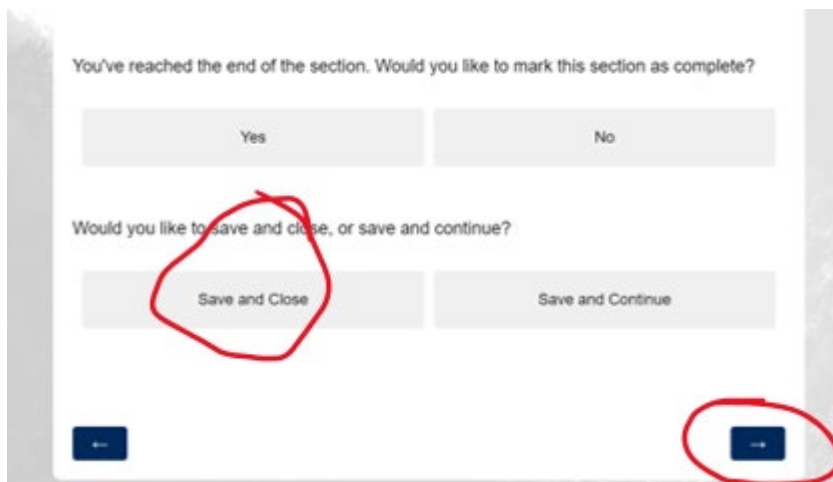 You've reached the end of the section. Would you like to mark this section as complete?
Yes
No
Would you like to save and close, or save and continue?
Save and Close
Save and Continue
←
→